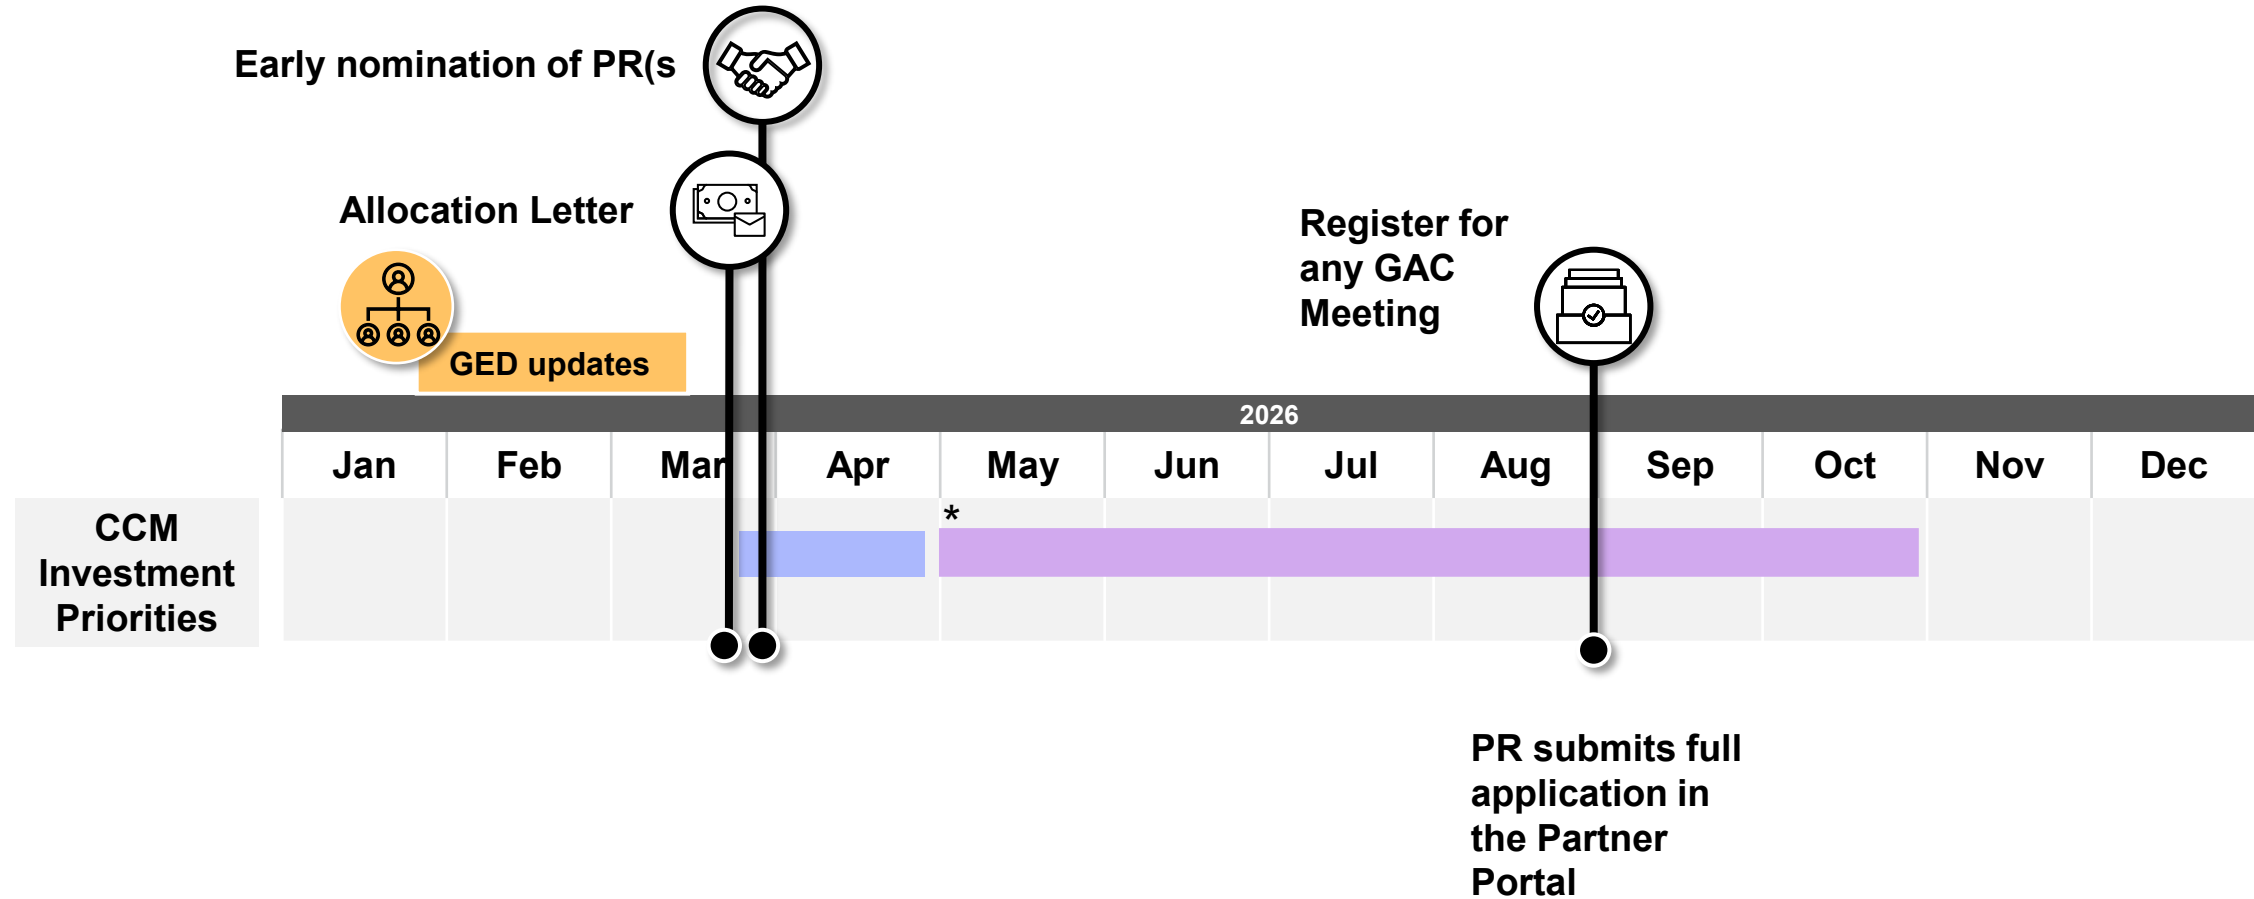 Early nomination of PR(s
Allocation Letter
GED updates
Register for
any GAC
Meeting
2026
Jan Feb Mar Apr May Jun Jul Aug Sep Oct Nov Dec
CCM
Investment
Priorities
*
PR submits full
application in
the Partner
Portal